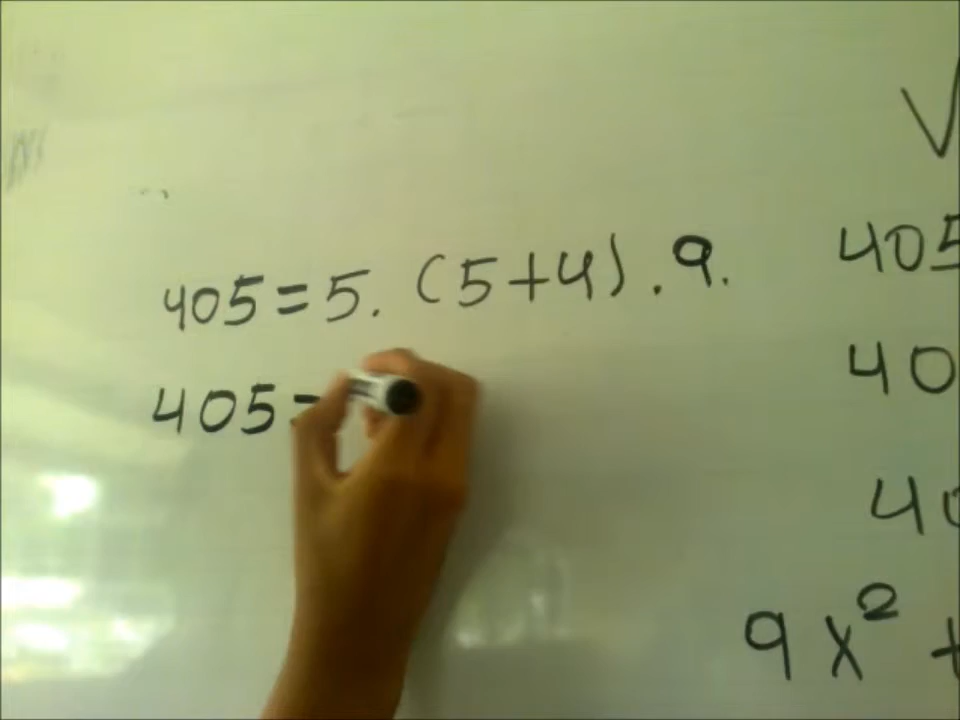 405 = 5. (5+4). 9.
405 =
V
405
40
40
9x² +